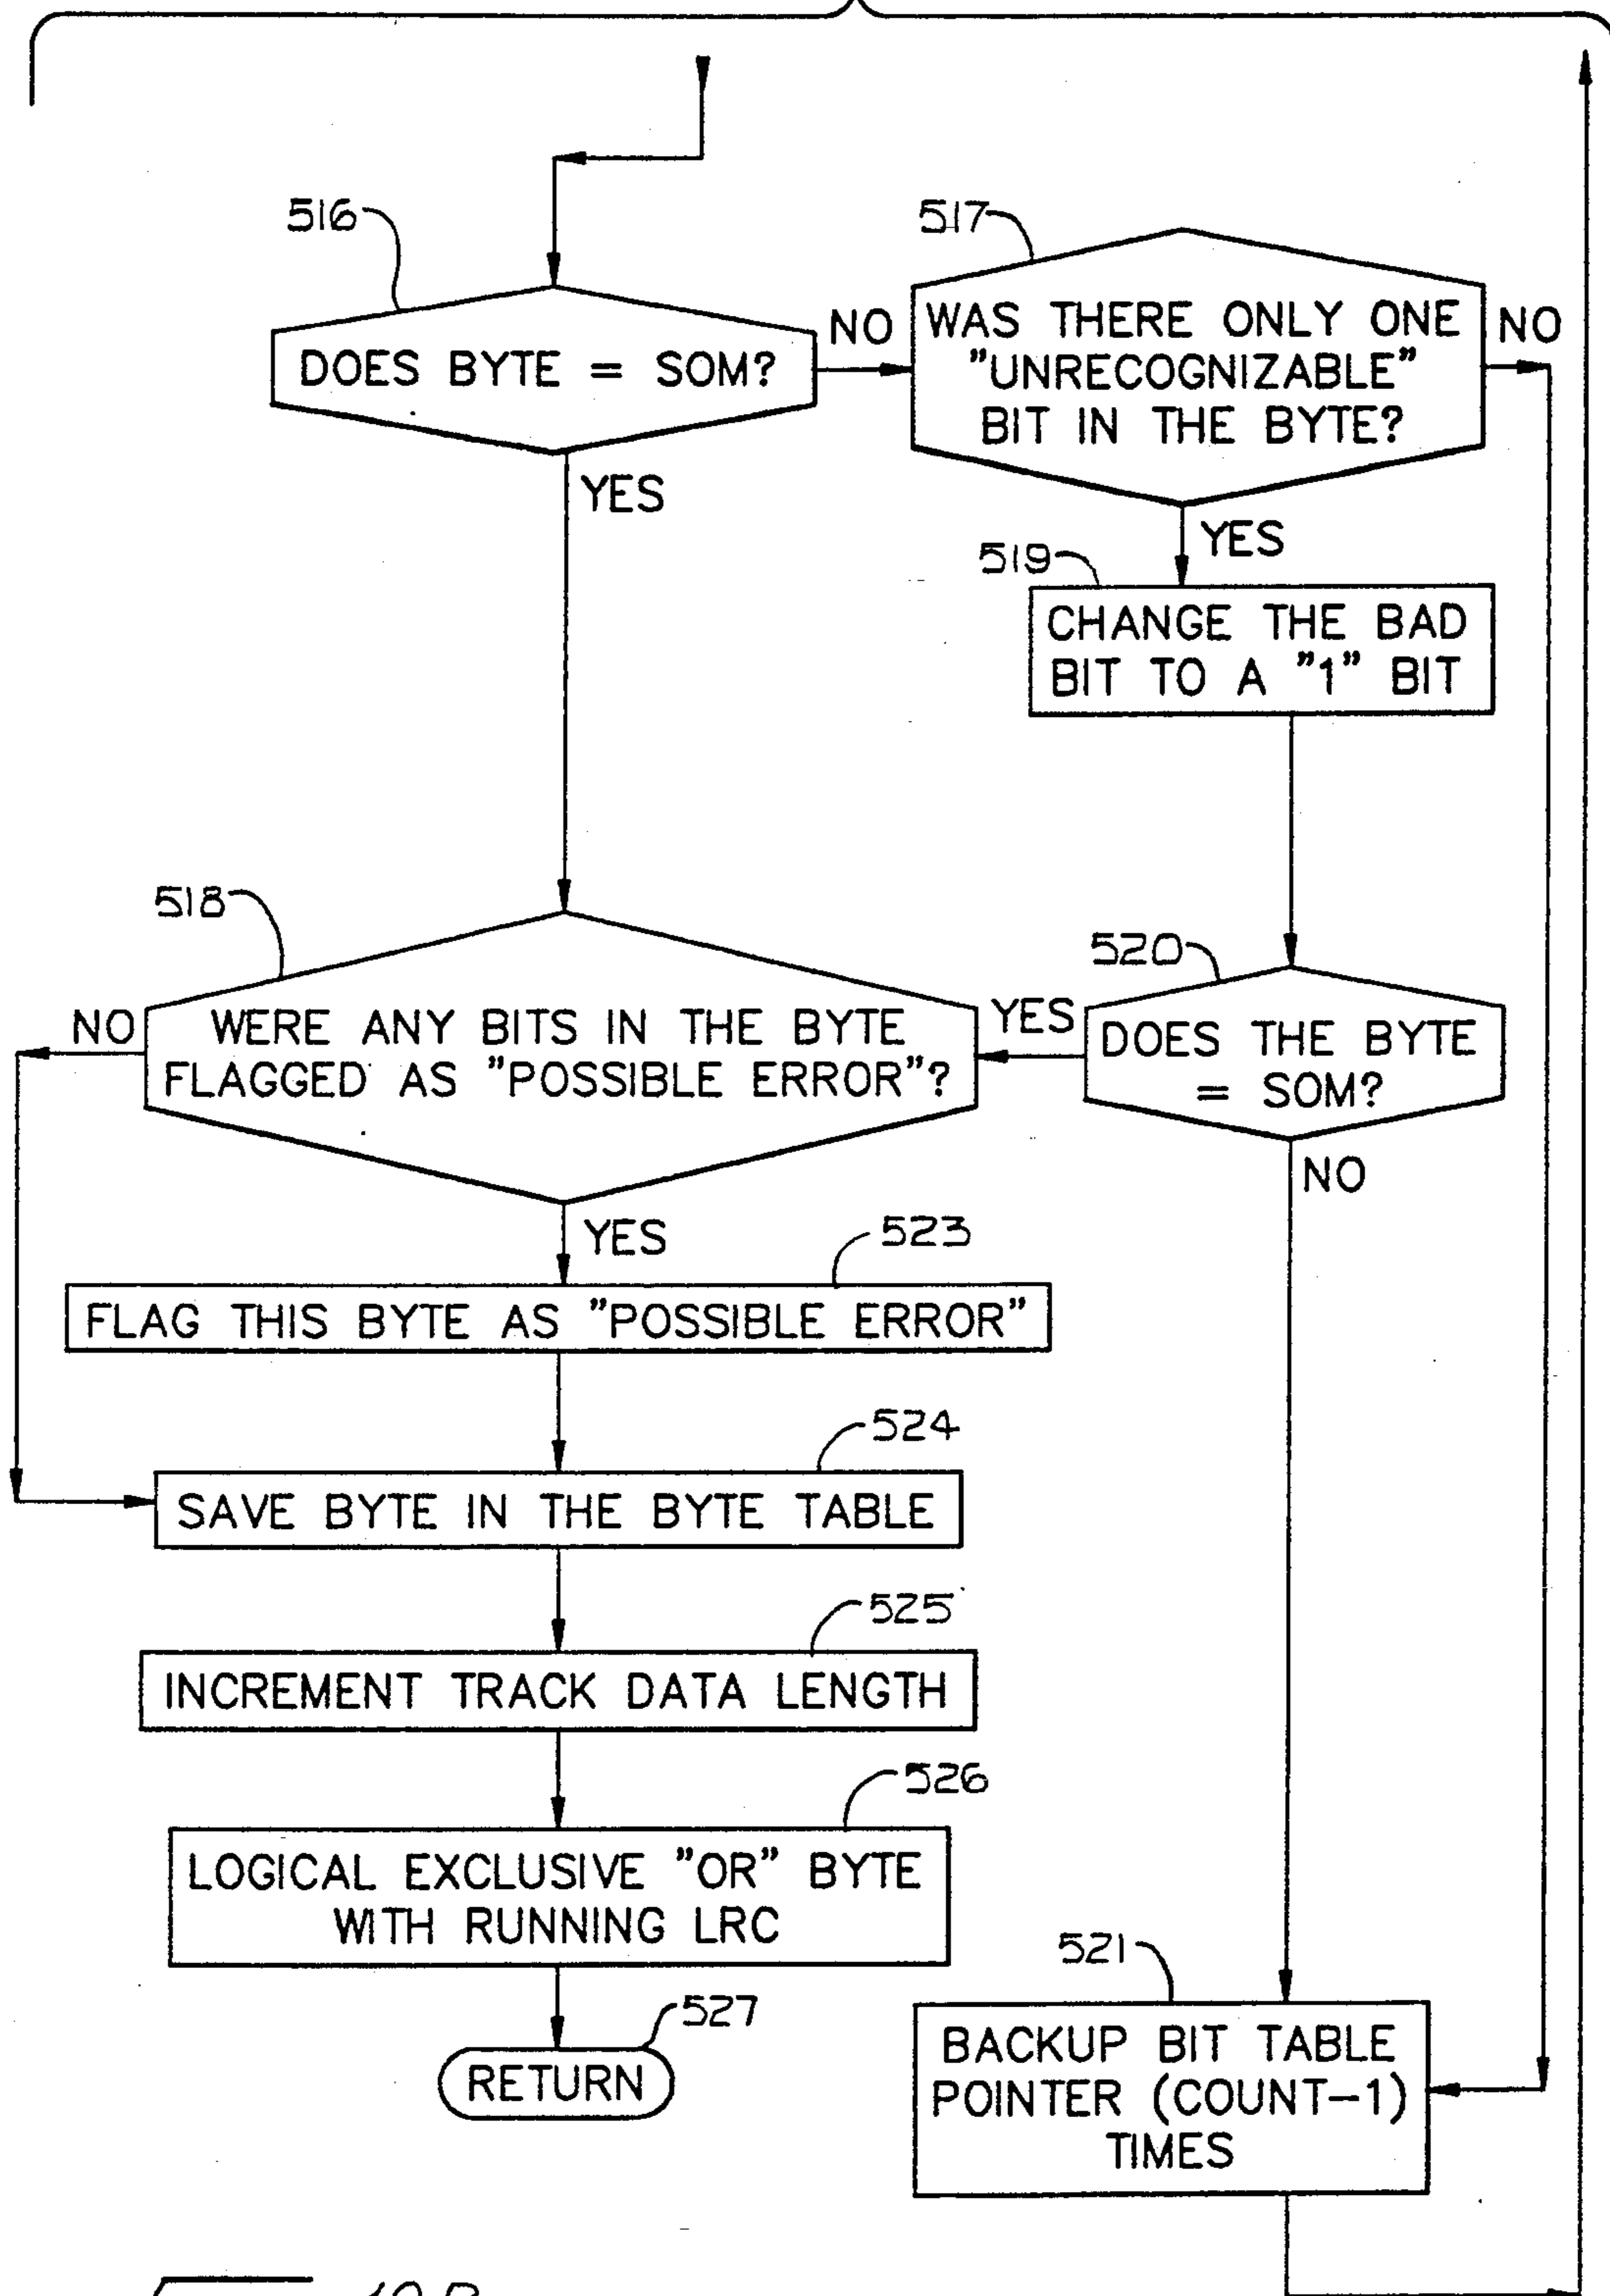 516
DOES BYTE = SOM?
NO
YES
517
WAS THERE ONLY ONE
"UNRECOGNIZABLE"
BIT IN THE BYTE?
NO
YES
519
CHANGE THE BAD
BIT TO A "1" BIT
518
WERE ANY BITS IN THE BYTE
FLAGGED AS "POSSIBLE ERROR"?
NO
YES
520
DOES THE BYTE
= SOM?
YES
NO
523
FLAG THIS BYTE AS "POSSIBLE ERROR"
524
SAVE BYTE IN THE BYTE TABLE
525
INCREMENT TRACK DATA LENGTH
526
LOGICAL EXCLUSIVE "OR" BYTE
WITH RUNNING LRC
527
RETURN
521
BACKUP BIT TABLE
POINTER (COUNT-1)
TIMES